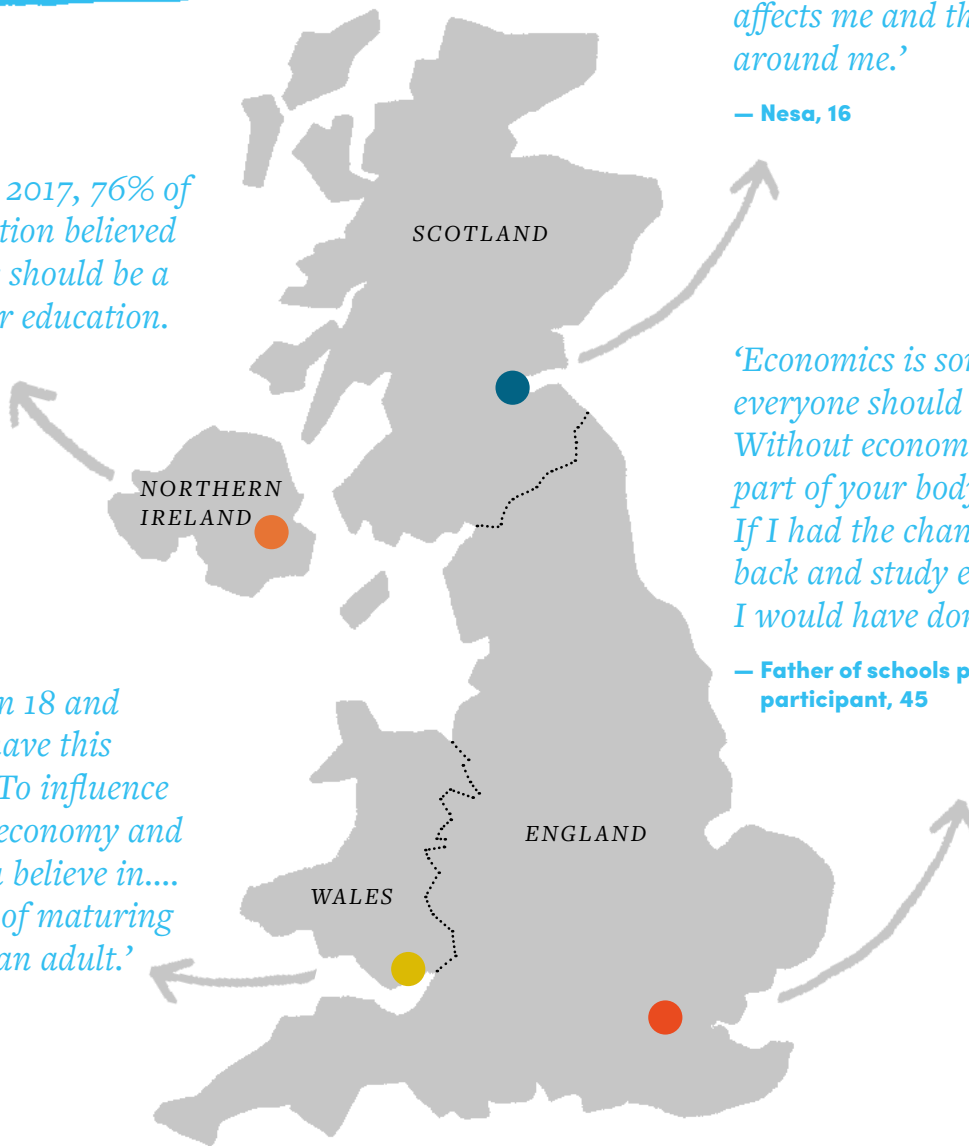 affects me and th
around me.’
— Nesa, 16
2017, 76% of
tion believed
should be a
r education.
SCOTLAND
‘Economics is so
everyone should
Without econom
part of your body
If I had the chan
back and study e
I would have do
— Father of schools p
participant, 45
NORTHERN
IRELAND
n 18 and
ave this
To influence
economy and
believe in....
of maturing
an adult.’
ENGLAND
WALES